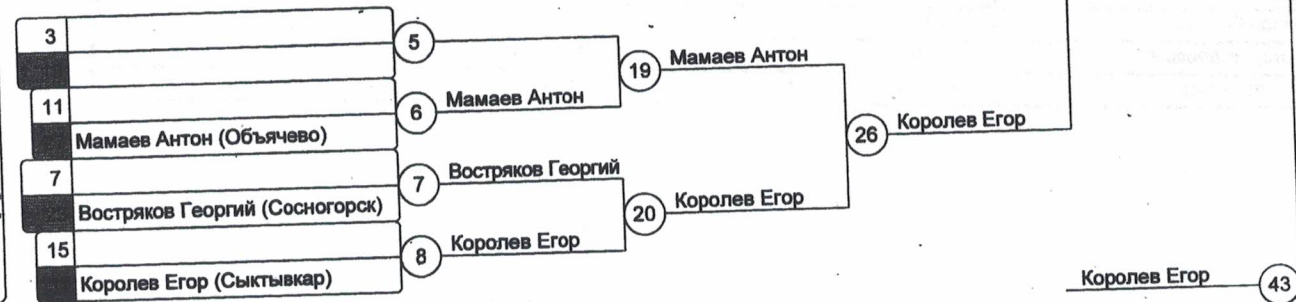 3
5
19 Мамаев Антон
11
6 Мамаев Антон
Мамаев Антон (Объячево)
26 Королев Егор
7
7 Востряков Георгий
Востряков Георгий (Сосногорск)
20 Королев Егор
15
8 Королев Егор
Королев Егор (Сыктывкар)
Королев Егор 43